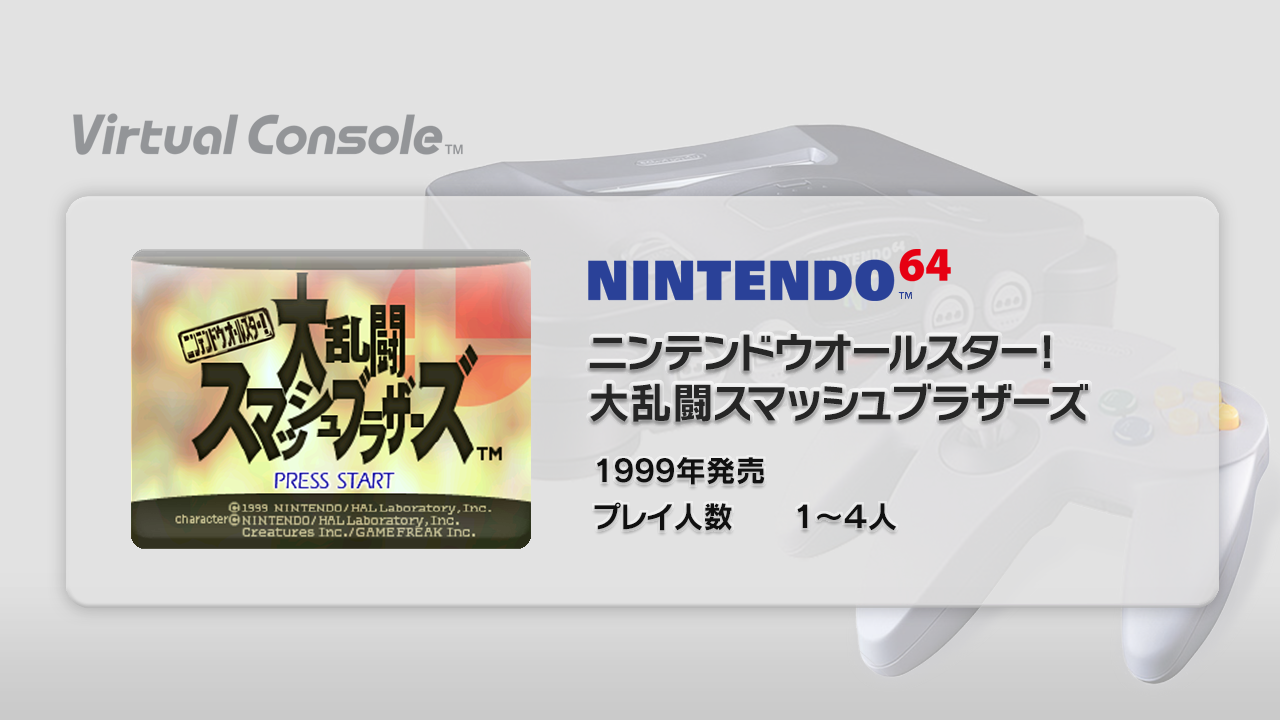 Virtual Console™
ニンテンドウオールスター!
大乱闘
スマッシュブラザーズ™
PRESS START
©1999 NINTENDO/HAL Laboratory, Inc.
character©NINTENDO/HAL Laboratory, Inc.
Creatures Inc./GAME FREAK Inc.
NINTENDO64™
ニンテンドウオールスター!
大乱闘スマッシュブラザーズ
1999年発売
プレイ人数 1〜4人